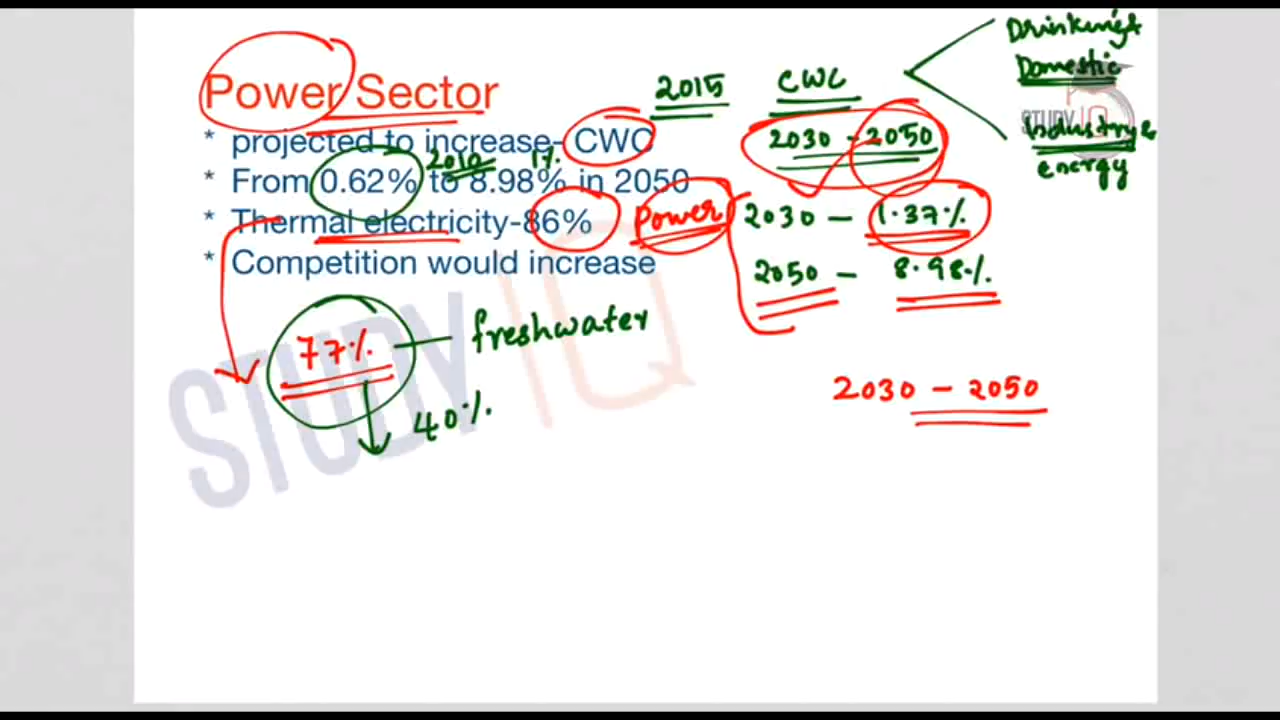 Power Sector
* projected to increase- CWC
* From 0.62% to 8.98% in 2050
* Thermal electricity-86%
* Competition would increase
2010 1%
2015 CWC
2030 - 2050
Drinking &
Domestic
Industry &
energy
Power
2030 - 1.37%
2050 - 8.98%
77% - freshwater
40%
2030 - 2050
STUDY IQ
STUDY IQ